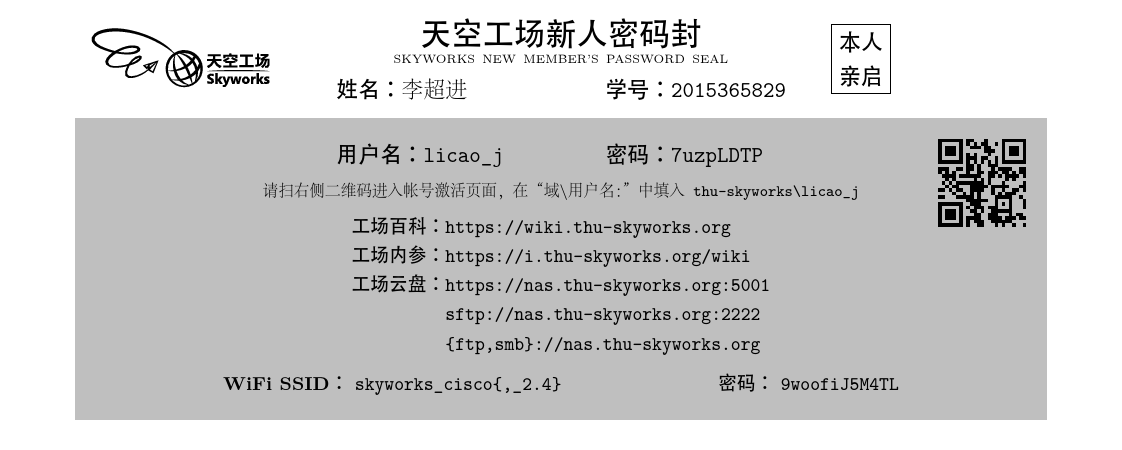 天空工场
Skyworks
天空工场新人密码封
SKYWORKS NEW MEMBER'S PASSWORD SEAL
姓名：李超进 学号：2015365829
本人
亲启
用户名：licao_j 密码：7uzpLDTP
请扫右侧二维码进入帐号激活页面，在“域\用户名：”中填入 thu-skyworks\licao_j
工场百科：https://wiki.thu-skyworks.org
工场内参：https://i.thu-skyworks.org/wiki
工场云盘：https://nas.thu-skyworks.org:5001
sftp://nas.thu-skyworks.org:2222
{ftp,smb}://nas.thu-skyworks.org
WiFi SSID： skyworks_cisco{,_2.4} 密码： 9woofiJ5M4TL